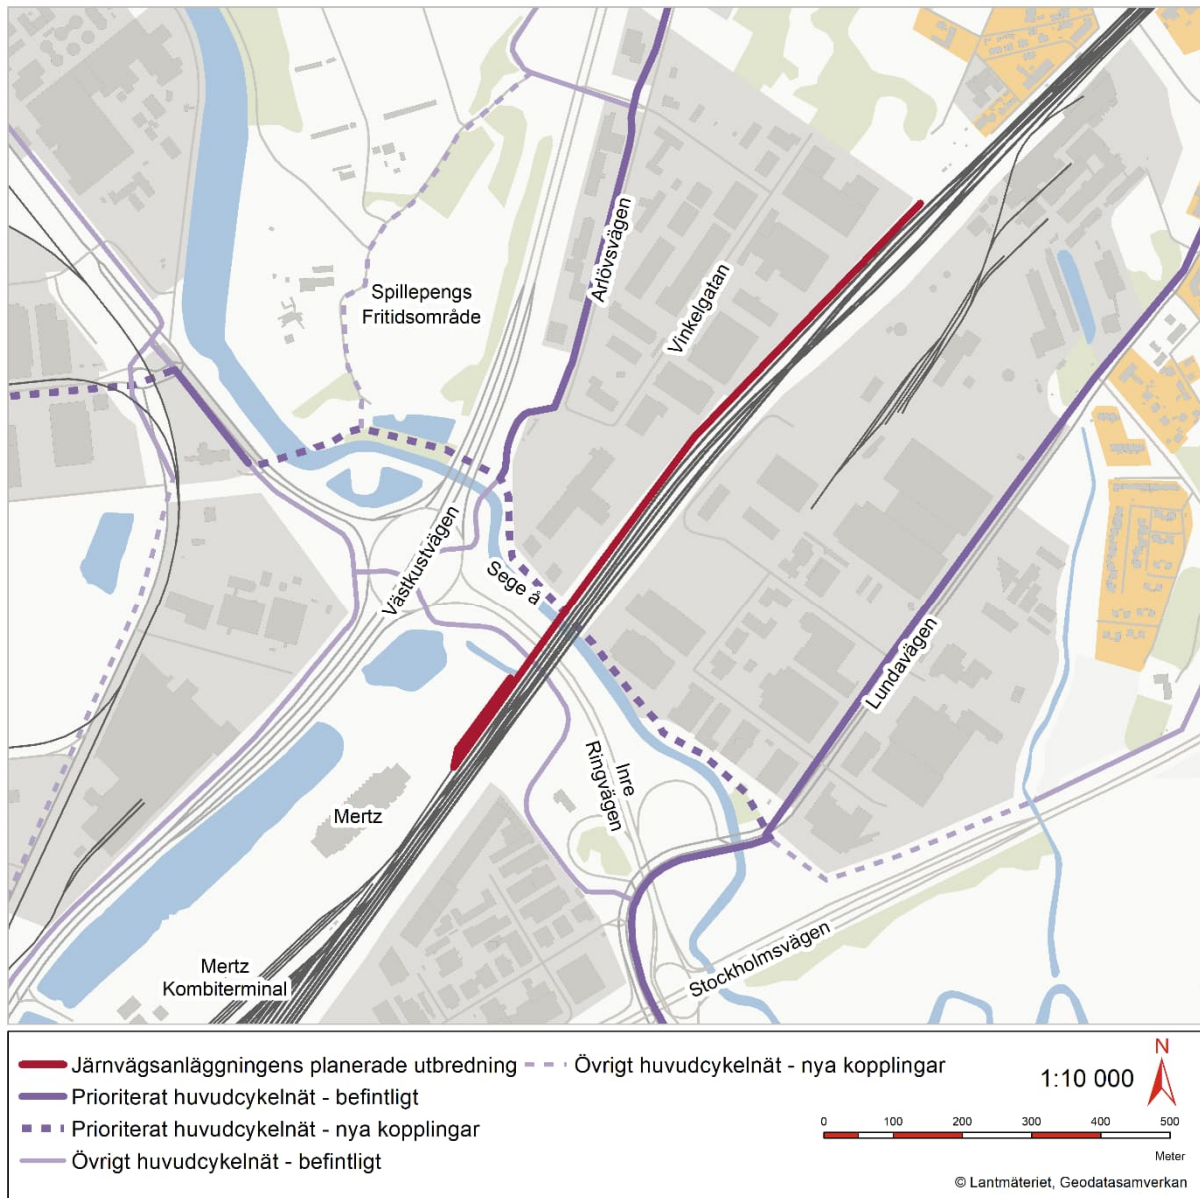 Arlövsvägen
Vinkelgatan
Spillepengs
Fritidsområde
Västkustvägen
Sege å
Lundavägen
Inre
Ringvägen
Mertz
Stockholmsvägen
Mertz
Kombiterminal
Järnvägsanläggningens planerade utbredning
Övrigt huvudcykelnät - nya kopplingar
Prioriterat huvudcykelnät - befintligt
Prioriterat huvudcykelnät - nya kopplingar
Övrigt huvudcykelnät - befintligt
N
1:10 000
0 100 200 300 400 500
Meter
© Lantmäteriet, Geodatasamverkan